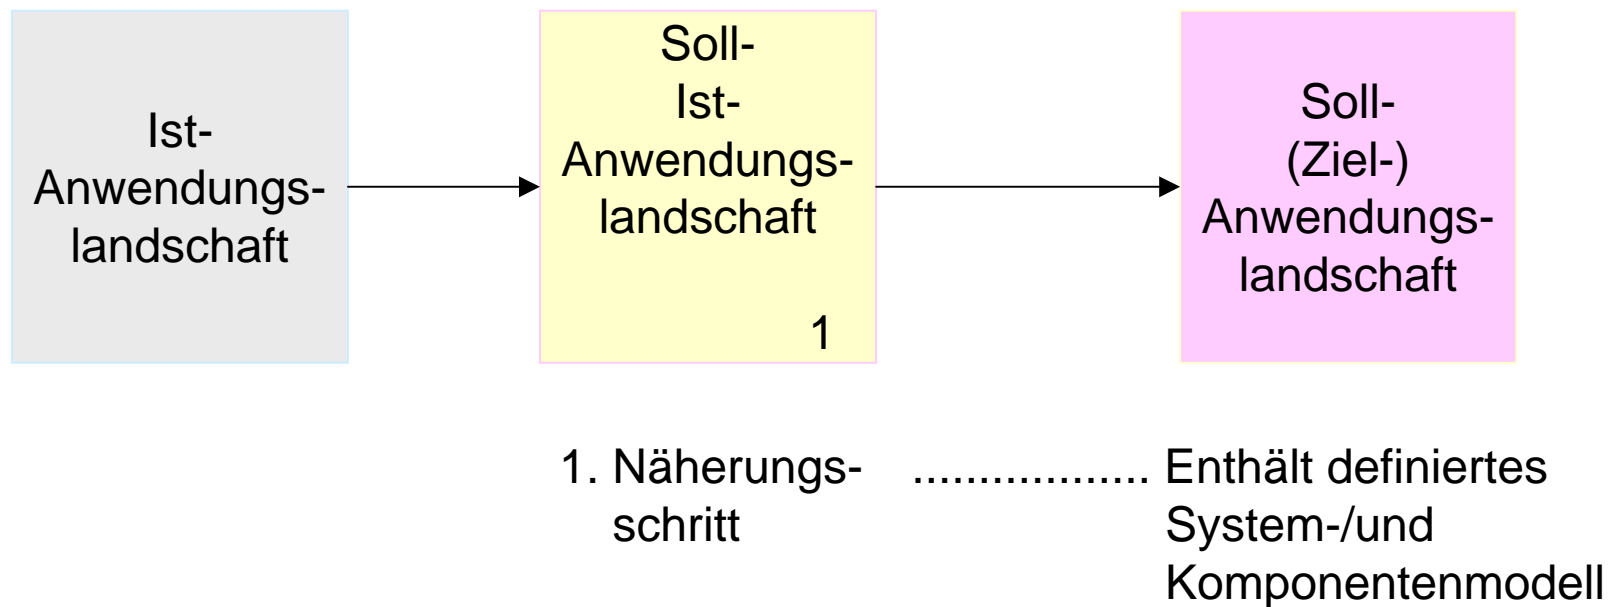 Ist-
Anwendungs-
landschaft
Soll-
Ist-
Anwendungs-
landschaft
1
Soll-
(Ziel-)
Anwendungs-
landschaft
1. Näherungs-
schritt
..................
Enthält definiertes
System-/und
Komponentenmodell